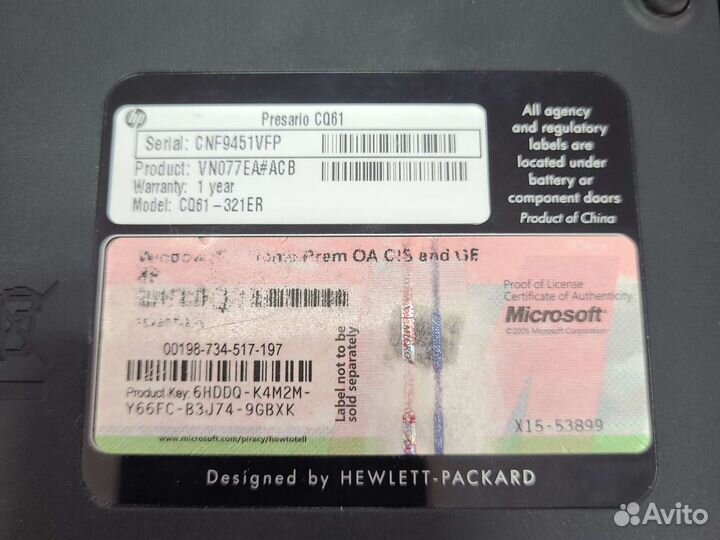 hp
Presario CQ61
Serial: CNF9451VFP
Product: VN077EA#ACB
Warranty: 1 year
Model: CQ61-321ER
All agency
and regulatory
labels are
located under
battery or
component doors
Product of China
Prem OA CIS and GE
00198-734-517-197
Product Key: 6HDDQ-K4M2M-
Y66FC-B3J74-9GBXK
www.microsoft.com/piracy/howtotell
Label not to be
sold separately
Proof of License
Certificate of Authenticity
Microsoft®
©2005 Microsoft Corporation
X15-53899
Designed by HEWLETT-PACKARD
Avito